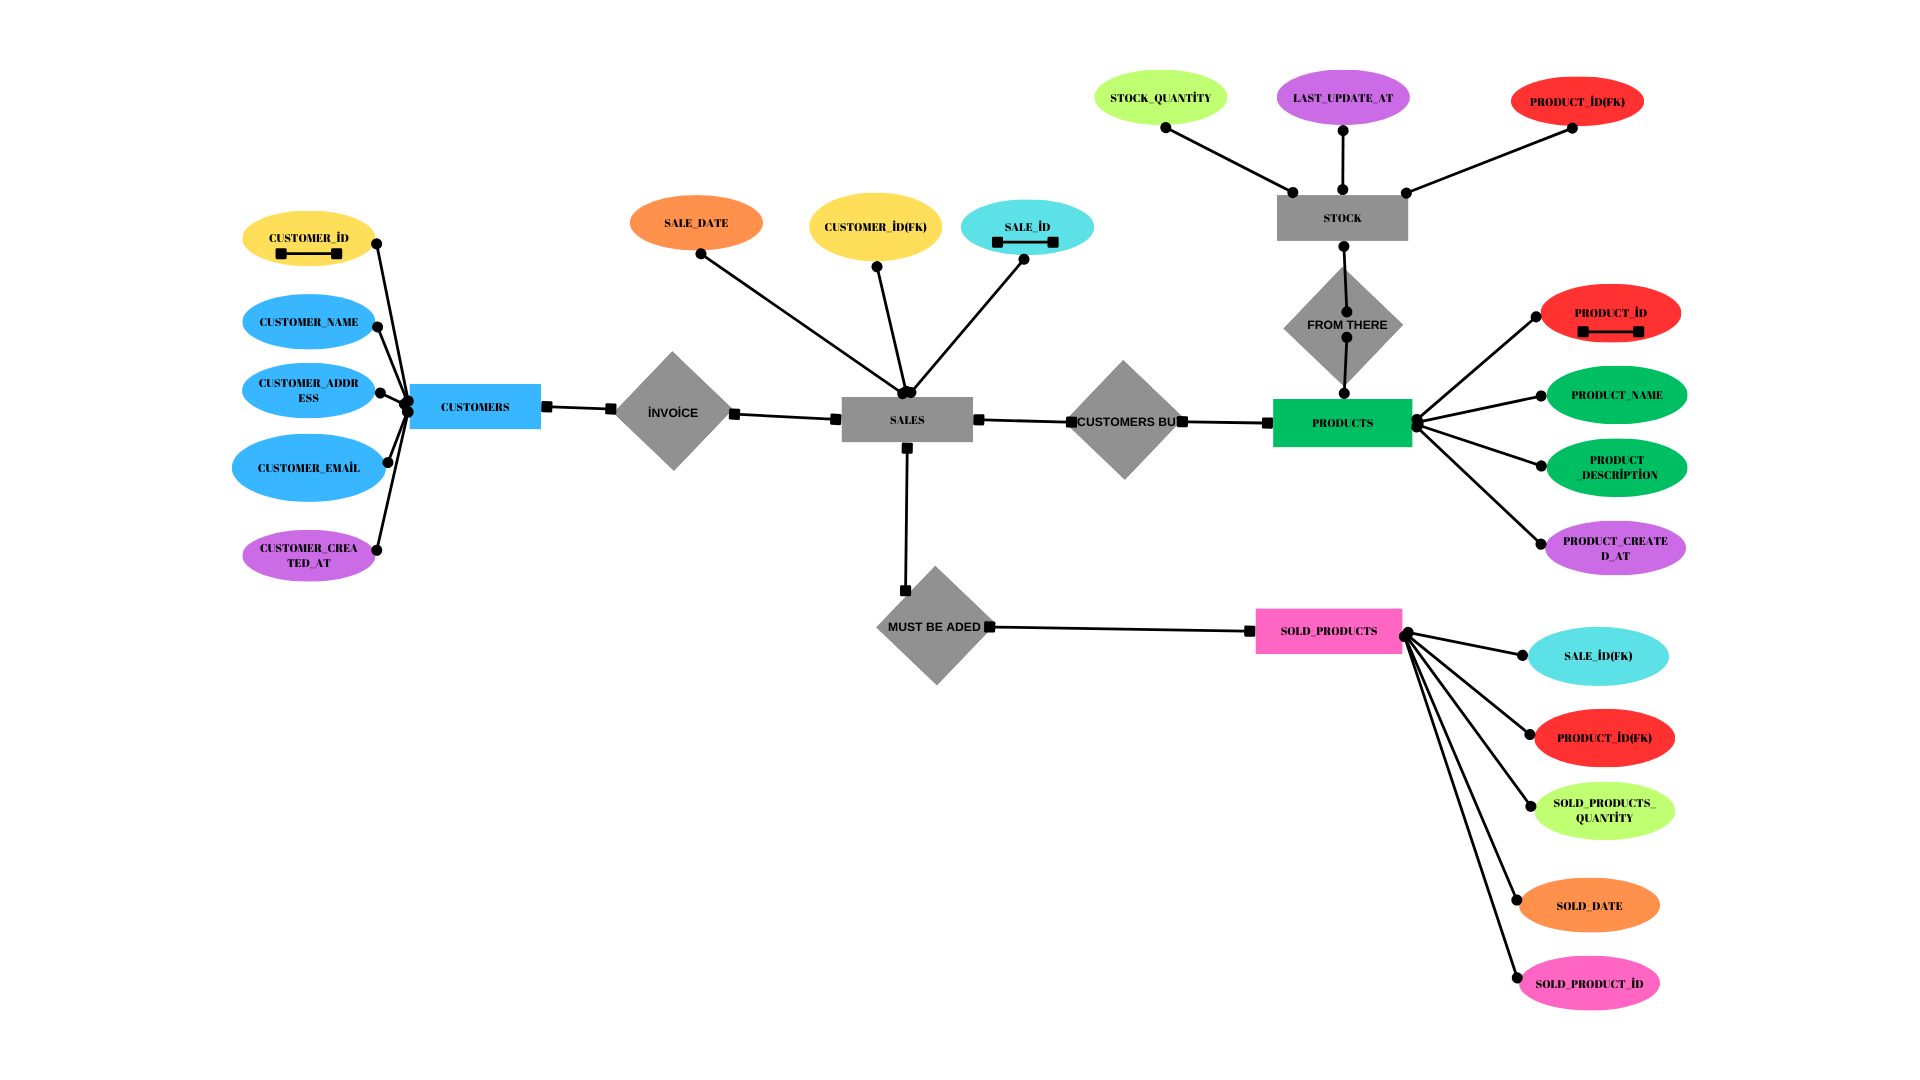 STOCK_QUANTİTY
LAST_UPDATE_AT
PRODUCT_İD(FK)
STOCK
CUSTOMER_İD
CUSTOMER_NAME
CUSTOMER_ADDR
ESS
CUSTOMER_EMAİL
CUSTOMER_CREA
TED_AT
CUSTOMERS
İNVOİCE
SALE_DATE
CUSTOMER_İD(FK)
SALE_İD
SALES
CUSTOMERS BU
FROM THERE
PRODUCTS
PRODUCT_İD
PRODUCT_NAME
PRODUCT
_DESCRİPTİON
PRODUCT_CREATE
D_AT
MUST BE ADED
SOLD_PRODUCTS
SALE_İD(FK)
PRODUCT_İD(FK)
SOLD_PRODUCTS_
QUANTİTY
SOLD_DATE
SOLD_PRODUCT_İD